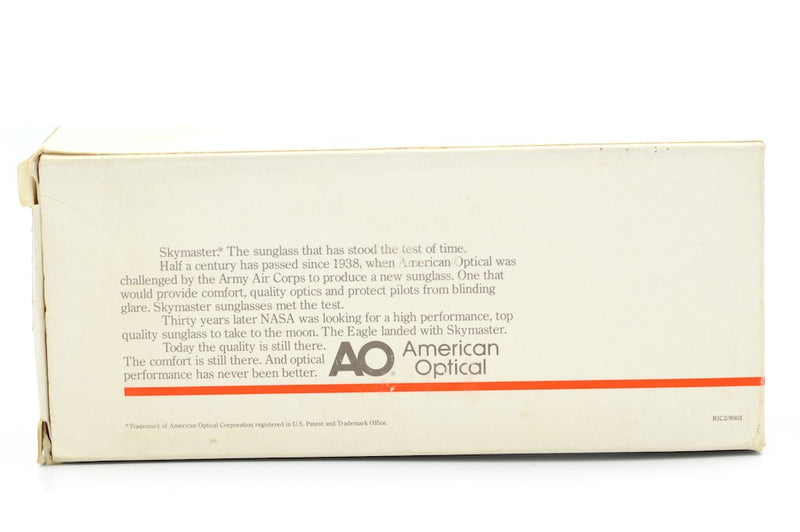 Skymaster.* The sunglass that has stood the test of time.
Half a century has passed since 1938, when American Optical was
challenged by the Army Air Corps to produce a new sunglass. One that
would provide comfort, quality optics and protect pilots from blinding
glare. Skymaster sunglasses met the test.
Thirty years later NASA was looking for a high performance, top
quality sunglass to take to the moon. The Eagle landed with Skymaster.
Today the quality is still there.
The comfort is still there. And optical
performance has never been better.
AO®
American
Optical
*Trademark of American Optical Corporation registered in U.S. Patent and Trademark Office.
RIC2/8901